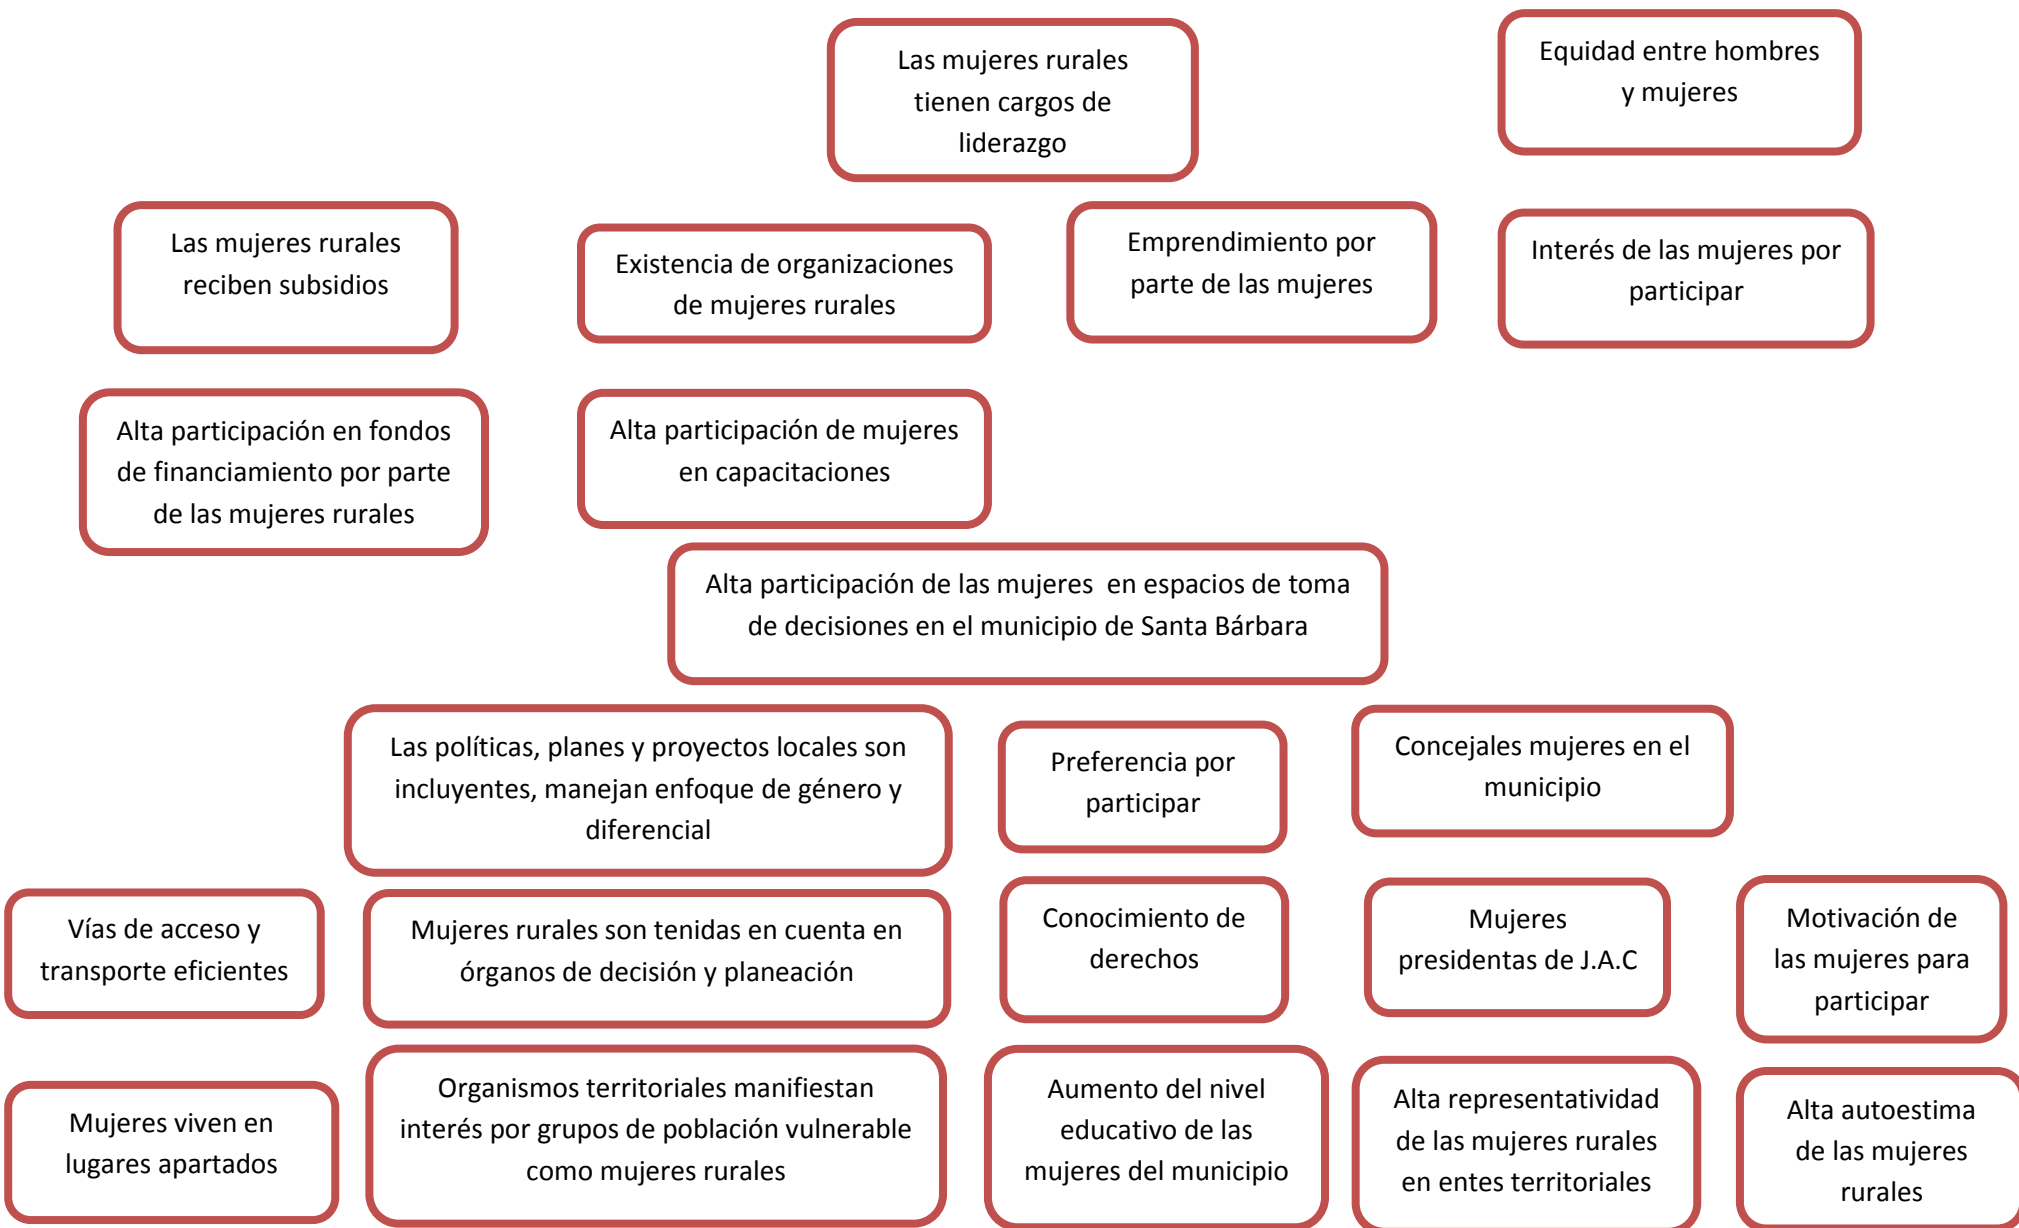 Las mujeres rurales
tienen cargos de
liderazgo
Equidad entre hombres
y mujeres
Las mujeres rurales
reciben subsidios
Existencia de organizaciones
de mujeres rurales
Emprendimiento por
parte de las mujeres
Interés de las mujeres por
participar
Alta participación en fondos
de financiamiento por parte
de las mujeres rurales
Alta participación de mujeres
en capacitaciones
Alta participación de las mujeres  en espacios de toma
de decisiones en el municipio de Santa Bárbara
Las políticas, planes y proyectos locales son
incluyentes, manejan enfoque de género y
diferencial
Preferencia por
participar
Concejales mujeres en el
municipio
Vías de acceso y
transporte eficientes
Mujeres rurales son tenidas en cuenta en
órganos de decisión y planeación
Conocimiento de
derechos
Mujeres
presidentas de J.A.C
Motivación de
las mujeres para
participar
Mujeres viven en
lugares apartados
Organismos territoriales manifiestan
interés por grupos de población vulnerable
como mujeres rurales
Aumento del nivel
educativo de las
mujeres del municipio
Alta representatividad
de las mujeres rurales
en entes territoriales
Alta autoestima
de las mujeres
rurales